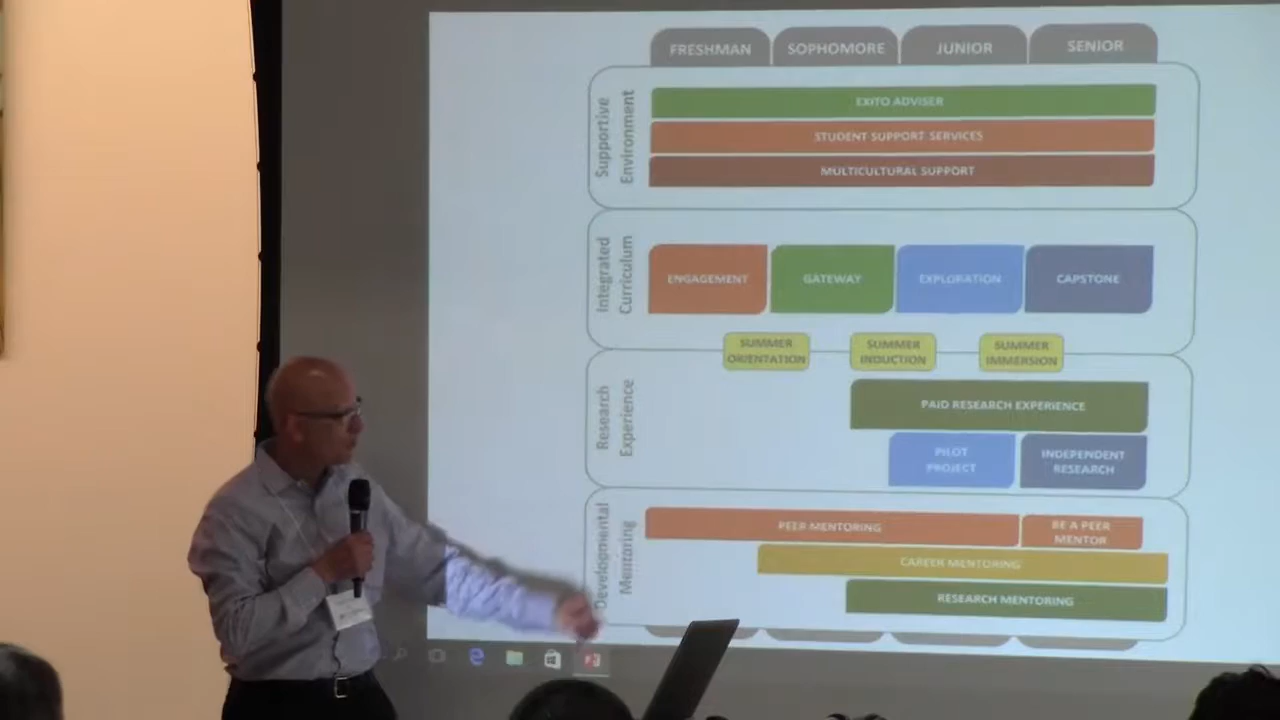 FRESHMAN
SOPHOMORE
JUNIOR
SENIOR
Supportive
Environment
EXITO ADVISER
STUDENT SUPPORT SERVICES
MULTICULTURAL SUPPORT
Integrated
Curriculum
ENGAGEMENT
GATEWAY
EXPLORATION
CAPSTONE
SUMMER
ORIENTATION
SUMMER
INDUCTION
SUMMER
IMMERSION
Research
Experience
PAID RESEARCH EXPERIENCE
PILOT
PROJECT
INDEPENDENT
RESEARCH
Developmental
Mentoring
PEER MENTORING
BE A PEER
MENTOR
CAREER MENTORING
RESEARCH MENTORING